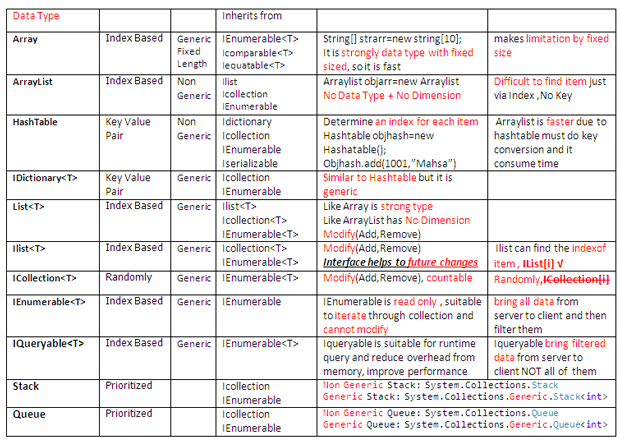 Data Type Inherits from
Array Index Based Generic IEnumerable<T> String[] strarr=new string[10]; makes limitation by fixed
Fixed Icomparable<T> It is strongly data type with fixed size
Length Iequatable<T> sized, so it is fast
ArrayList Index Based Non Ilist Arraylist objarr=new Arraylist Difficult to find item just
Generic Icollection No Data Type + No Dimension via Index ,No Key
IEnumerable
HashTable Key Value Non Idictionary Determine an index for each item Arraylist is faster due to
Pair Generic Icollection Hashtable objhash=new hashtable must do key
IEnumerable Hashatable(); conversion and it
Iserializable Objhash.add(1001,”Mahsa”) consume time
IDictionary<T> Key Value Generic Icollection Similar to Hashtable but it is
Pair IEnumerable generic
List<T> Index Based Generic Ilist<T> Like Array is strong type
Icollection<T> Like ArrayList has No Dimension
IEnumerable<T> Modify(Add,Remove)
Ilist<T> Index Based Generic Icollection<T> Modify(Add,Remove) Ilist can find the indexof
IEnumerable<T> Interface helps to future changes item , IList[i] √
ICollection<T> Randomly Generic IEnumerable<T> Modify(Add,Remove), countable Randomly,ICollection[i]
IEnumerable<T> Index Based Generic IEnumerable IEnumerable is read only , suitable bring all data from
to iterate through collection and server to client and then
cannot modify filter them
IQueryable<T> Index Based Generic IEnumerable<T> Iqueryable is suitable for runtime Iqueryable bring filtered
query and reduce overhead from data from server to
memory, improve performance client NOT all of them
Stack Prioritized Icollection Non Generic Stack: System.Collections.Stack
IEnumerable Generic Stack: System.Collections.Generic.Stack<int>
Queue Prioritized Icollection Non Generic Queue: System.Collections.Queue
IEnumerable Generic Queue: System.Collections.Generic.Queue<int>